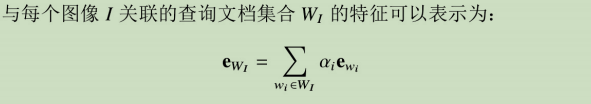 与每个图像 I 关联的查询文档集合 W_I 的特征可以表示为：
e_{W_I} = ∑_{w_i∈W_I} α_i e_{w_i}